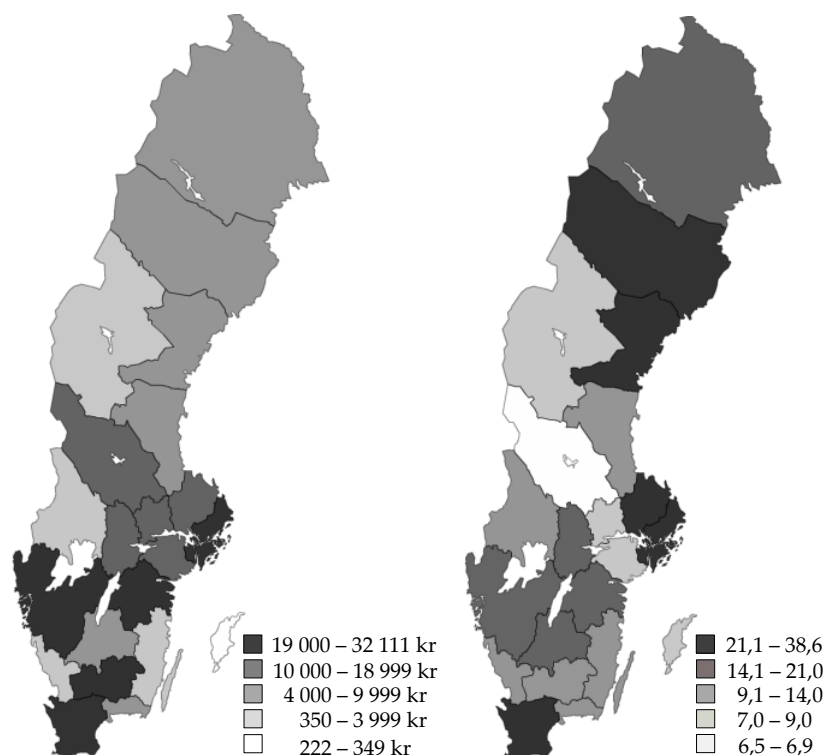 19 000 – 32 111 kr
10 000 – 18 999 kr
4 000 – 9 999 kr
350 – 3 999 kr
222 – 349 kr
21,1 – 38,6
14,1 – 21,0
9,1 – 14,0
7,0 – 9,0
6,5 – 6,9